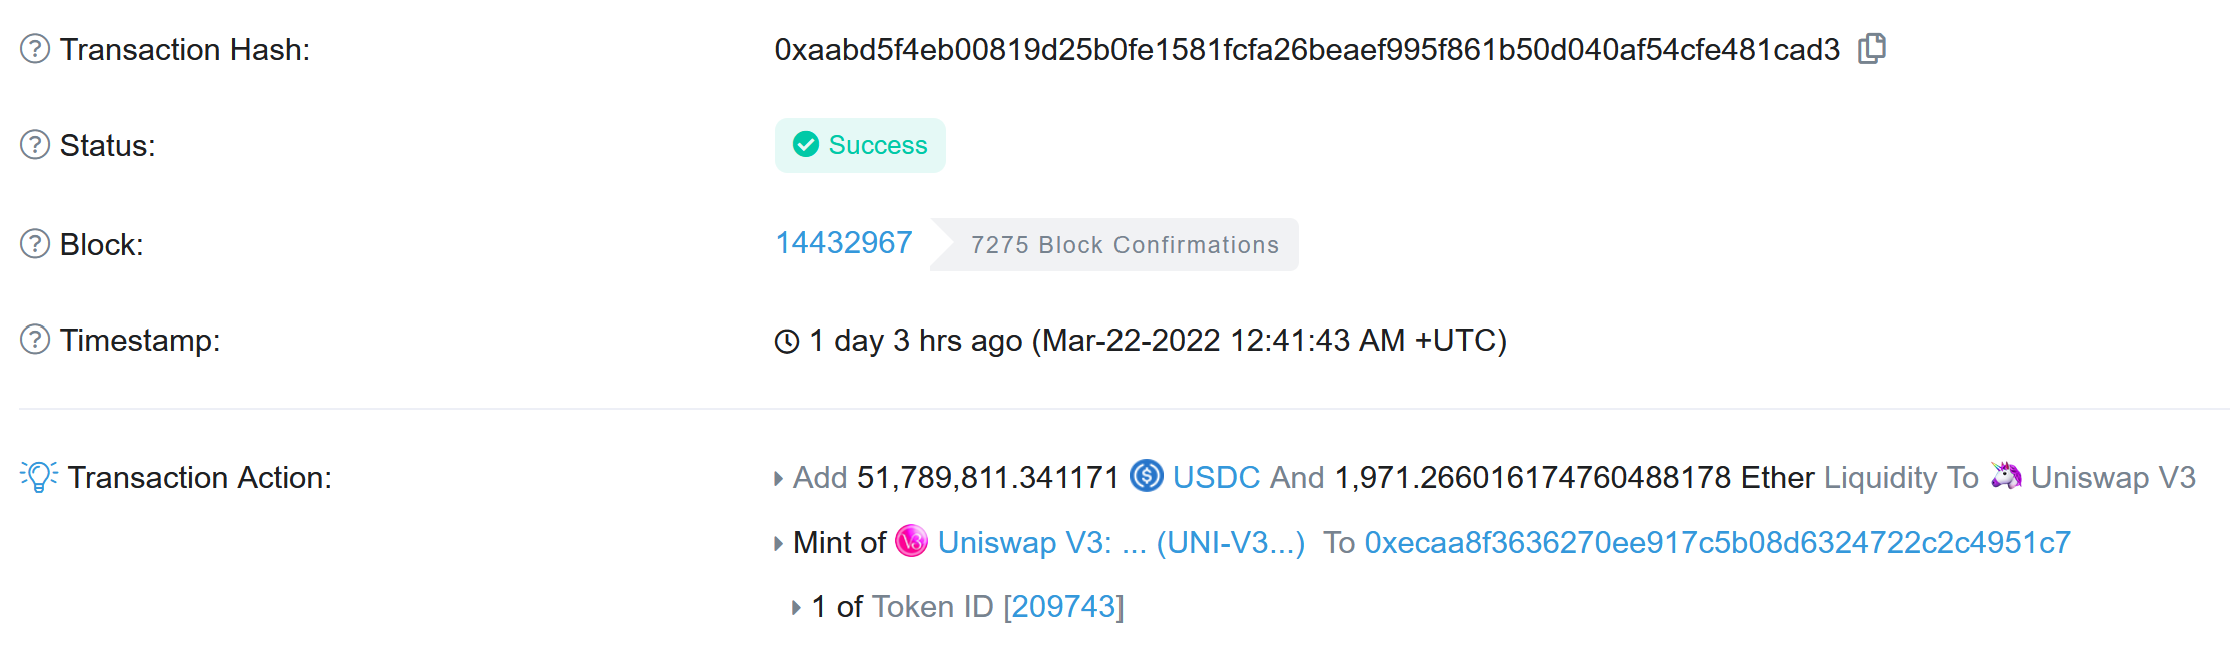 Transaction Hash: 0xaabd5f4eb00819d25b0fe1581fcfa26beaef995f861b50d040af54cfe481cad3
Status: Success
Block: 14432967 7275 Block Confirmations
Timestamp: 1 day 3 hrs ago (Mar-22-2022 12:41:43 AM +UTC)
Transaction Action: Add 51,789,811.341171 USDC And 1,971.266016174760488178 Ether Liquidity To Uniswap V3
Mint of Uniswap V3: ... (UNI-V3...) To 0xecaa8f3636270ee917c5b08d6324722c2c4951c7
1 of Token ID [209743]